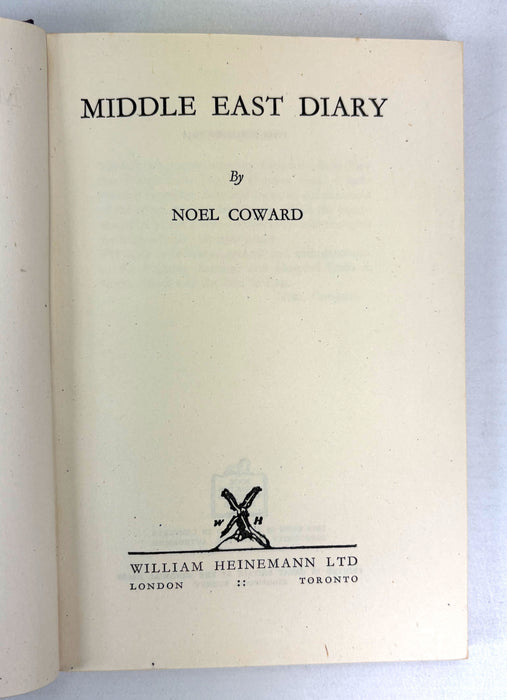 MIDDLE EAST DIARY
By
NOEL COWARD
W H
WILLIAM HEINEMANN LTD
LONDON :: TORONTO